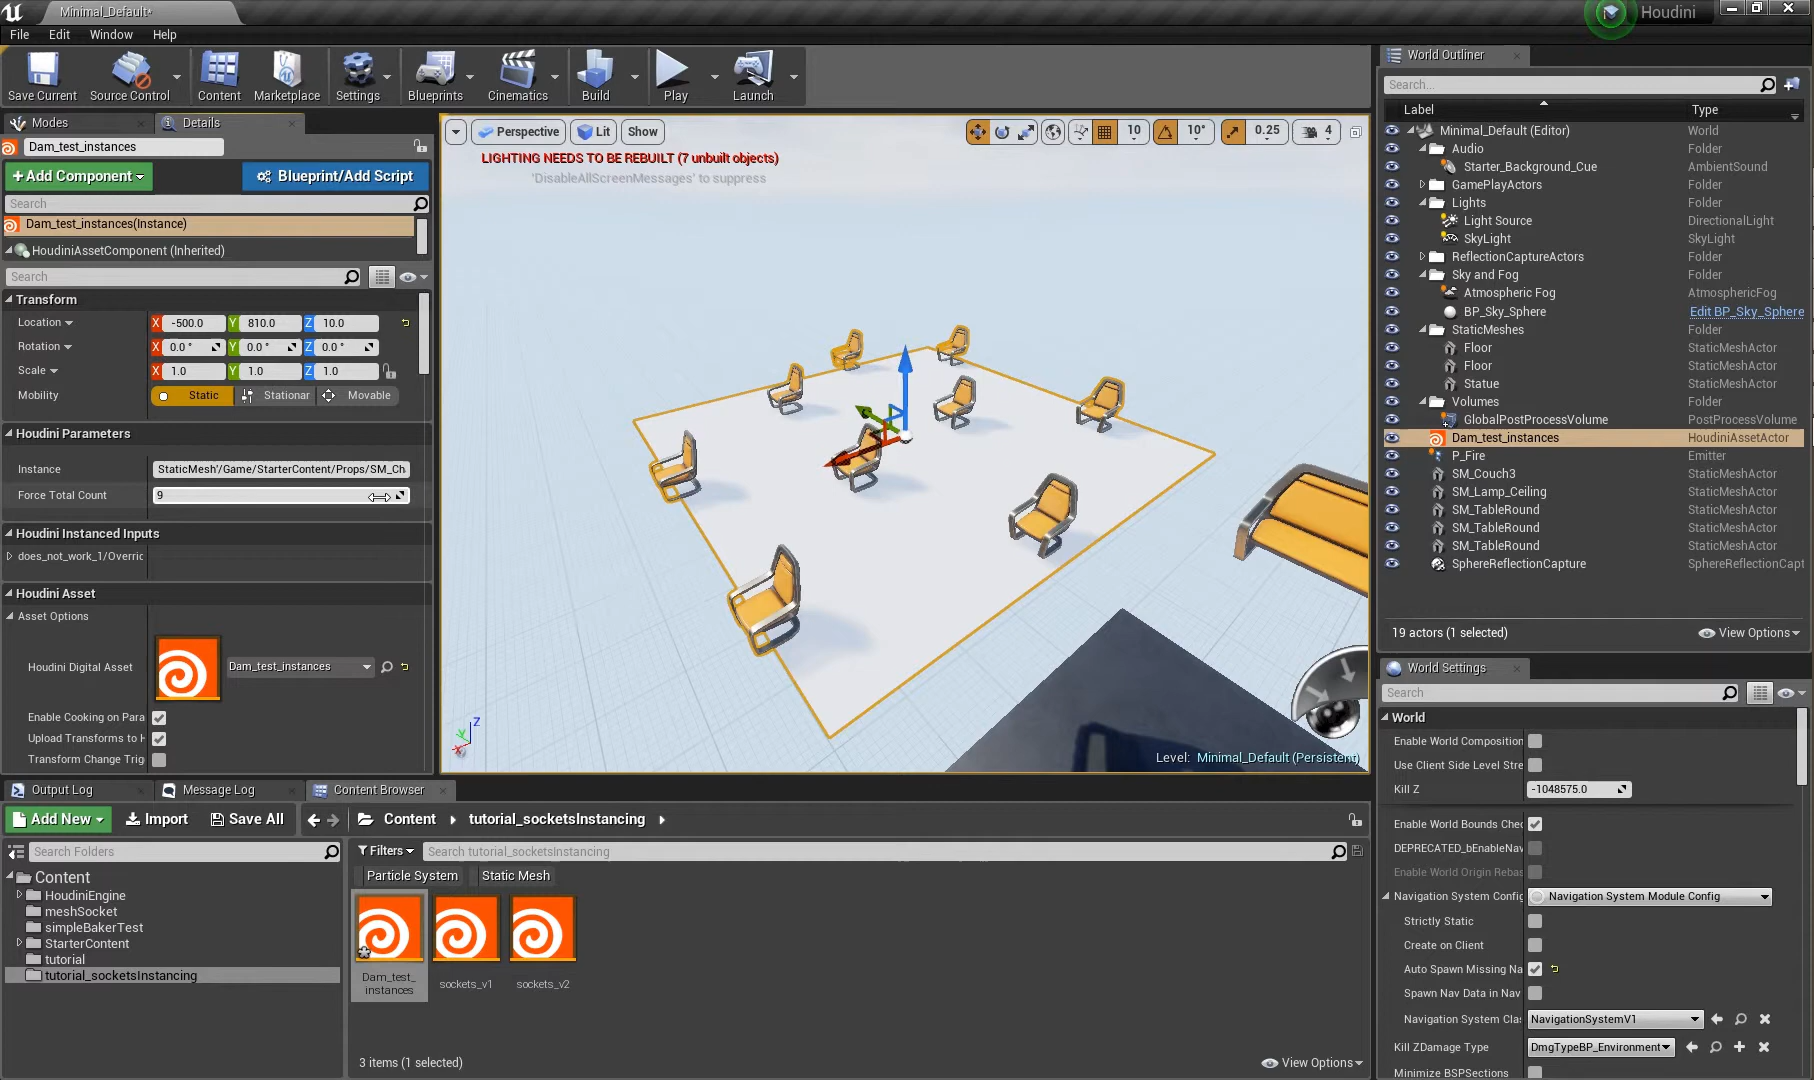 Minimal_Default*
Houdini
File Edit Window Help
Save Current
Source Control
Content
Marketplace
Settings
Blueprints
Cinematics
Build
Play
Launch
Modes
Details
Dam_test_instances
+Add Component
Blueprint/Add Script
Search
Dam_test_instances(Instance)
HoudiniAssetComponent (Inherited)
Search
Transform
Location X -500.0 Y 810.0 Z 10.0
Rotation X 0.0° Y 0.0° Z 0.0°
Scale X 1.0 Y 1.0 Z 1.0
Mobility Static Stationar Movable
Houdini Parameters
Instance StaticMesh'/Game/StarterContent/Props/SM_Ch
Force Total Count 9
Houdini Instanced Inputs
does_not_work_1/Overric
Houdini Asset
Asset Options
Houdini Digital Asset Dam_test_instances
Enable Cooking on Para
Upload Transforms to H
Transform Change Trig
Perspective Lit Show 10 10° 0.25 4
LIGHTING NEEDS TO BE REBUILT (7 unbuilt objects)
'DisableAllScreenMessages' to suppress
Z
Y
X
Level: Minimal_Default (Persistent)
World Outliner
Search...
Label Type
Minimal_Default (Editor) World
Audio Folder
Starter_Background_Cue AmbientSound
GamePlayActors Folder
Lights Folder
Light Source DirectionalLight
SkyLight SkyLight
ReflectionCaptureActors Folder
Sky and Fog Folder
Atmospheric Fog AtmosphericFog
BP_Sky_Sphere Edit BP_Sky_Sphere
StaticMeshes Folder
Floor StaticMeshActor
Floor StaticMeshActor
Statue StaticMeshActor
Volumes Folder
GlobalPostProcessVolume PostProcessVolume
Dam_test_instances HoudiniAssetActor
P_Fire Emitter
SM_Couch3 StaticMeshActor
SM_Lamp_Ceiling StaticMeshActor
SM_TableRound StaticMeshActor
SM_TableRound StaticMeshActor
SM_TableRound StaticMeshActor
SphereReflectionCapture SphereReflectionCapt
19 actors (1 selected) View Options
World Settings
Search
World
Enable World Composition
Use Client Side Level Stre
Kill Z -1048575.0
Enable World Bounds Chec
DEPRECATED_bEnableNav
Enable World Origin Rebas
Navigation System Config Navigation System Module Config
Strictly Static
Create on Client
Auto Spawn Missing Na
Spawn Nav Data in Nav
Navigation System Clas NavigationSystemV1
Kill ZDamage Type DmgTypeBP_Environment
Minimize BSPSections
Output Log
Message Log
Content Browser
Add New Import Save All Content tutorial_socketsInstancing
Search Folders
Filters Search tutorial_socketsInstancing
Particle System Static Mesh
Content
HoudiniEngine
meshSocket
simpleBakerTest
StarterContent
tutorial
tutorial_socketsInstancing
Dam_test_
instances
sockets_v1
sockets_v2
3 items (1 selected) View Options